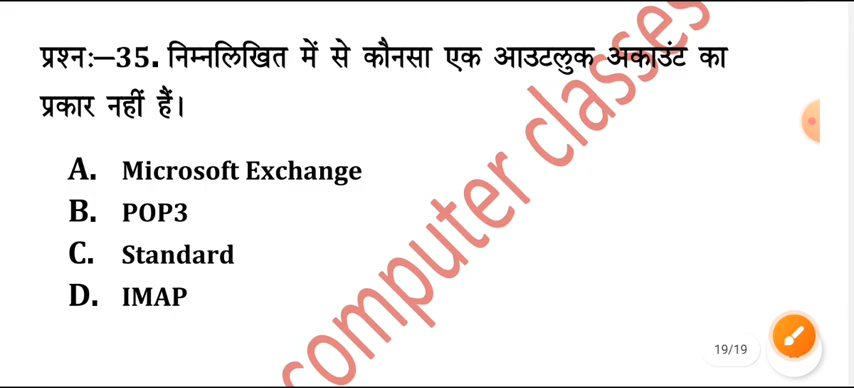 प्रश्नः–35. निम्नलिखित में से कौनसा एक आउटलुक अकाउंट का
प्रकार नहीं हैं।
A. Microsoft Exchange
B. POP3
C. Standard
D. IMAP
computer classes
19/19